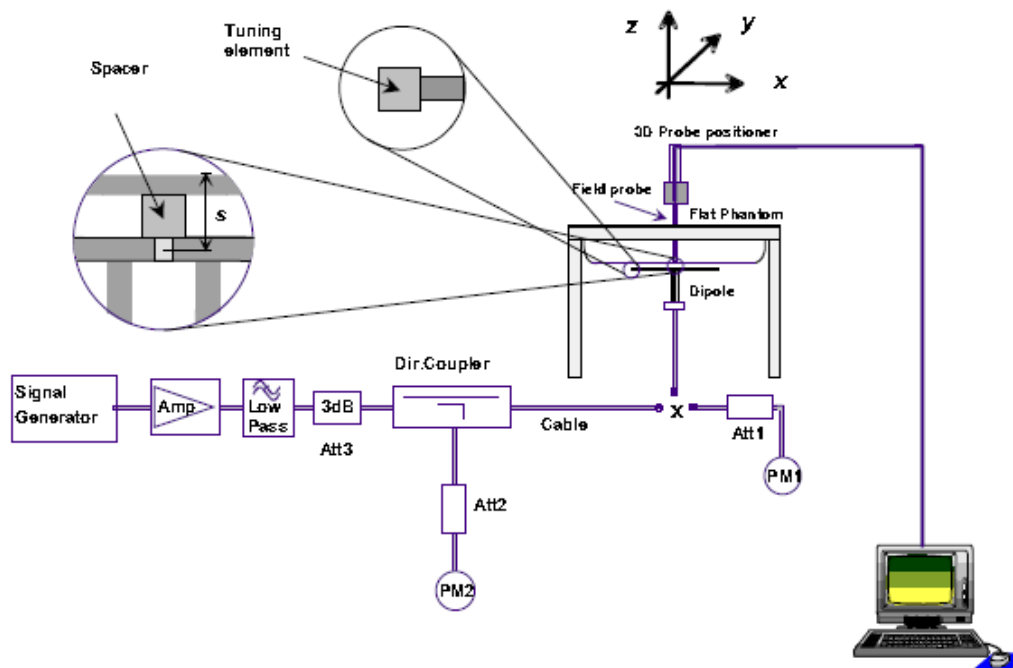 Tuning
element
Spacer
s
z
y
x
3D Probe positioner
Field probe
Flat Phantom
Dipole
Signal
Generator
Amp
Low
Pass
3dB
Att3
Dir.Coupler
Cable
x
Att1
PM1
Att2
PM2